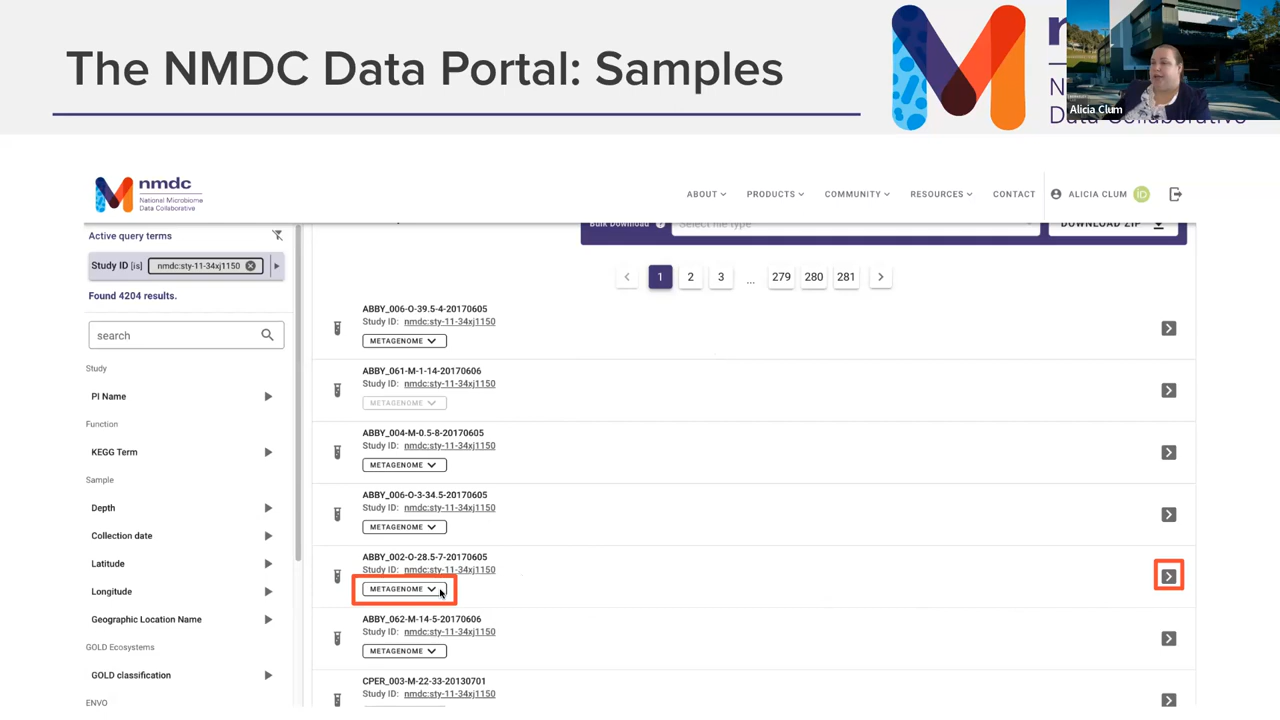 The NMDC Data Portal: Samples
Alicia Clum
nmdc
National Microbiome
Data Collaborative
ABOUT
PRODUCTS
COMMUNITY
RESOURCES
CONTACT
ALICIA CLUM
iD
Active query terms
Study ID [is]
nmdc:sty-11-34xj1150
Found 4204 results.
search
Study
PI Name
Function
KEGG Term
Sample
Depth
Collection date
Latitude
Longitude
Geographic Location Name
GOLD Ecosystems
GOLD classification
ENVO
Bulk Download
Select file type
DOWNLOAD ZIP
1 2 3 ... 279 280 281
ABBY_006-O-39.5-4-20170605
Study ID: nmdc:sty-11-34xj1150
METAGENOME
ABBY_061-M-1-14-20170606
Study ID: nmdc:sty-11-34xj1150
METAGENOME
ABBY_004-M-0.5-8-20170605
Study ID: nmdc:sty-11-34xj1150
METAGENOME
ABBY_006-O-3-34.5-20170605
Study ID: nmdc:sty-11-34xj1150
METAGENOME
ABBY_002-O-28.5-7-20170605
Study ID: nmdc:sty-11-34xj1150
METAGENOME
ABBY_062-M-14-5-20170606
Study ID: nmdc:sty-11-34xj1150
METAGENOME
CPER_003-M-22-33-20130701
Study ID: nmdc:sty-11-34xj1150